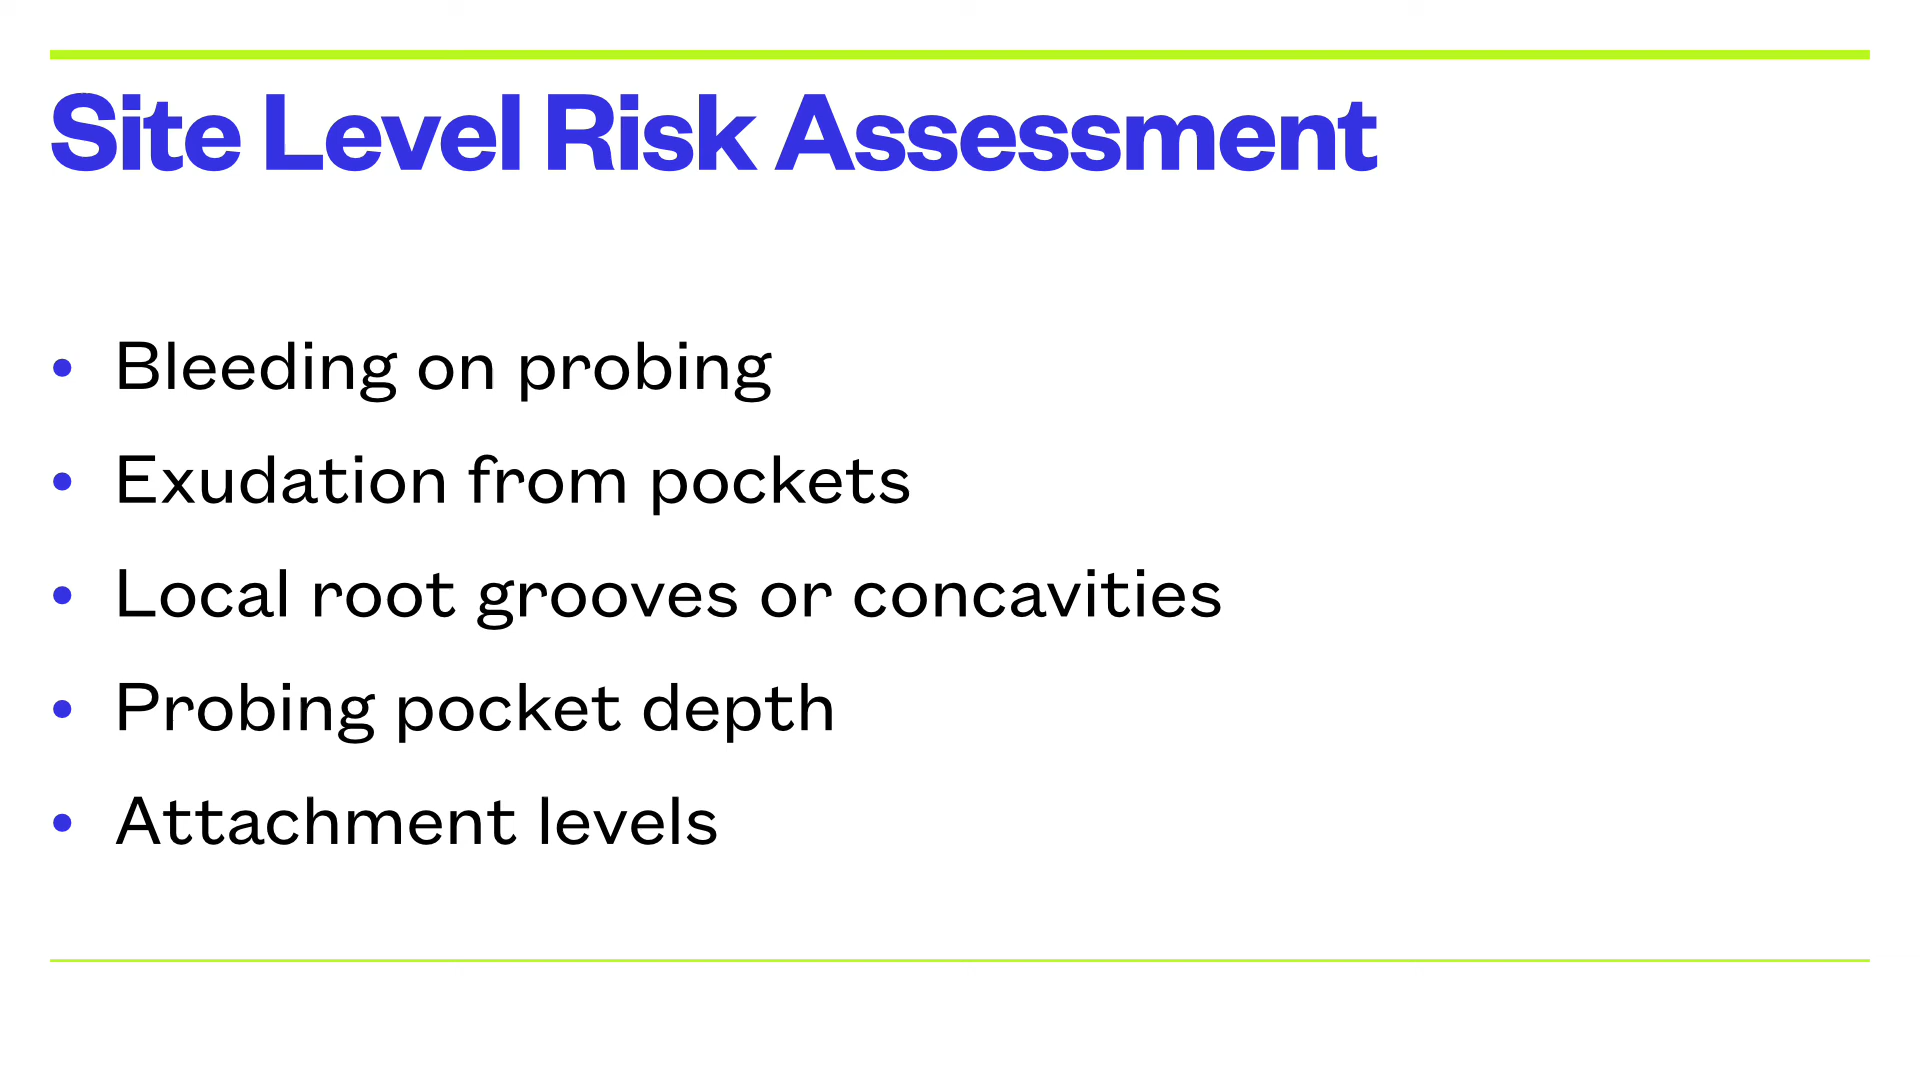 Site Level Risk Assessment
• Bleeding on probing
• Exudation from pockets
• Local root grooves or concavities
• Probing pocket depth
• Attachment levels